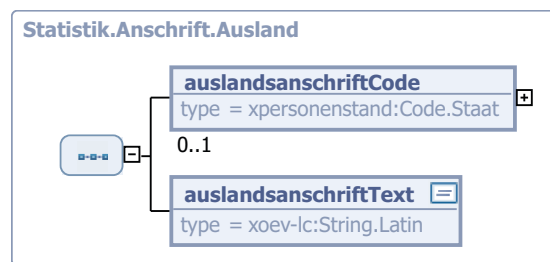 Statistik.Anschrift.Ausland
auslandsanschriftCode
type = xpersonenstand:Code.Staat
0..1
auslandsanschriftText
type = xoev-lc:String.Latin